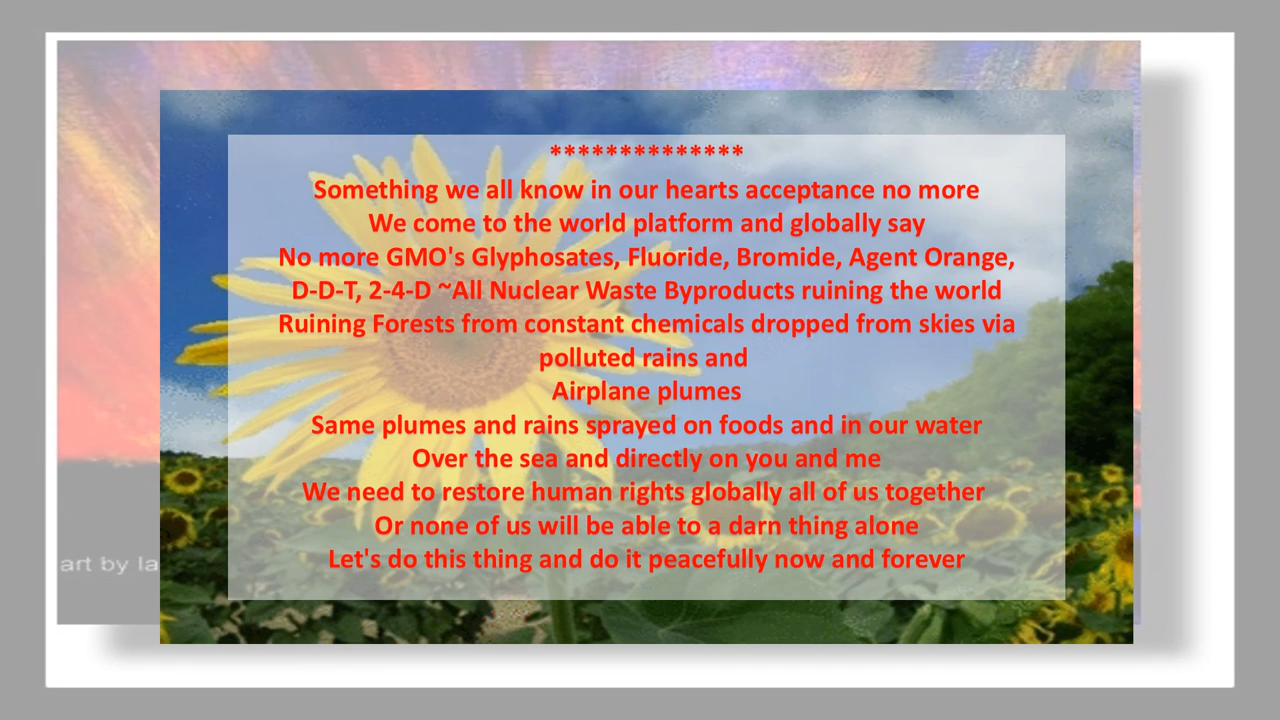 **************
Something we all know in our hearts acceptance no more
We come to the world platform and globally say
No more GMO's Glyphosates, Fluoride, Bromide, Agent Orange,
D-D-T, 2-4-D ~All Nuclear Waste Byproducts ruining the world
Ruining Forests from constant chemicals dropped from skies via
polluted rains and
Airplane plumes
Same plumes and rains sprayed on foods and in our water
Over the sea and directly on you and me
We need to restore human rights globally all of us together
Or none of us will be able to a darn thing alone
Let's do this thing and do it peacefully now and forever
art by la